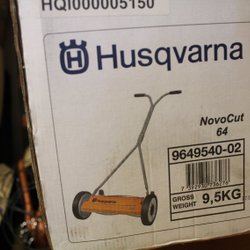 HQI000005150
Husqvarna
NovoCut
64
9649540-02
GROSS
WEIGHT
9,5KG